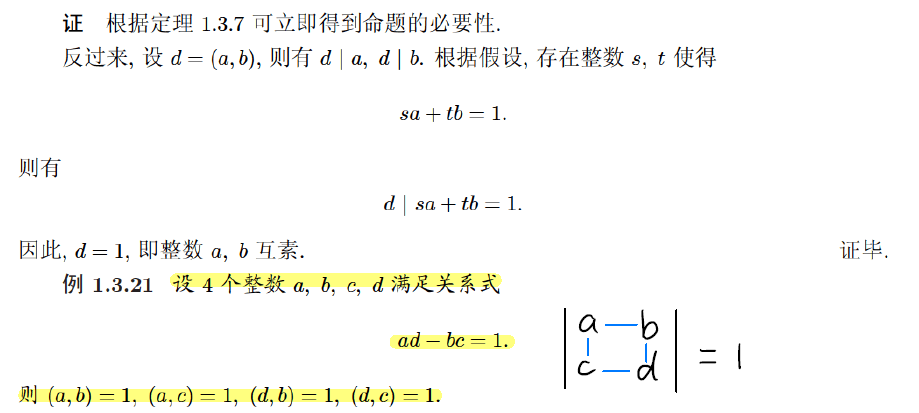 证 根据定理 1.3.7 可立即得到命题的必要性.
反过来, 设 d = (a, b), 则有 d | a, d | b. 根据假设, 存在整数 s, t 使得
sa + tb = 1.
则有
d | sa + tb = 1.
因此, d = 1, 即整数 a, b 互素. 证毕.
例 1.3.21 设 4 个整数 a, b, c, d 满足关系式
ad − bc = 1.
a b
c d
= 1
则 (a, b) = 1, (a, c) = 1, (d, b) = 1, (d, c) = 1.